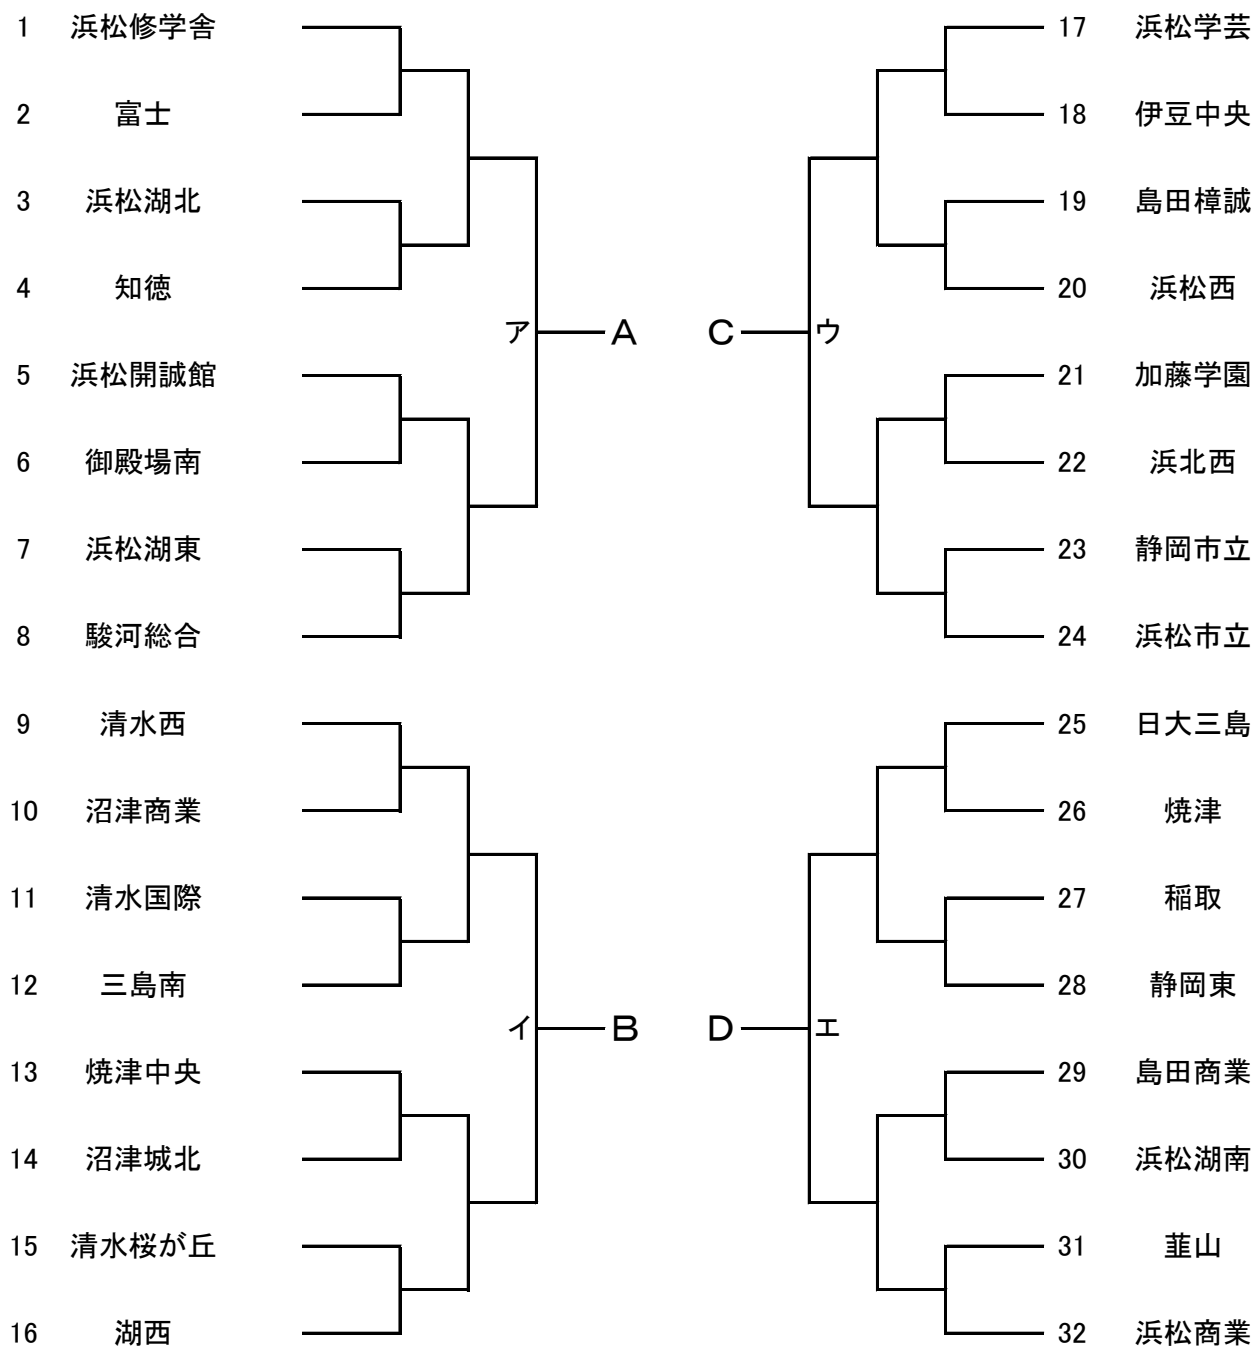 1 浜松修学舎
2 富士
3 浜松湖北
4 知徳
ア A
5 浜松開誠館
6 御殿場南
7 浜松湖東
8 駿河総合
9 清水西
10 沼津商業
11 清水国際
12 三島南
イ B
13 焼津中央
14 沼津城北
15 清水桜が丘
16 湖西
17 浜松学芸
18 伊豆中央
19 島田樟誠
20 浜松西
C ウ
21 加藤学園
22 浜北西
23 静岡市立
24 浜松市立
25 日大三島
26 焼津
27 稲取
28 静岡東
D エ
29 島田商業
30 浜松湖南
31 韮山
32 浜松商業